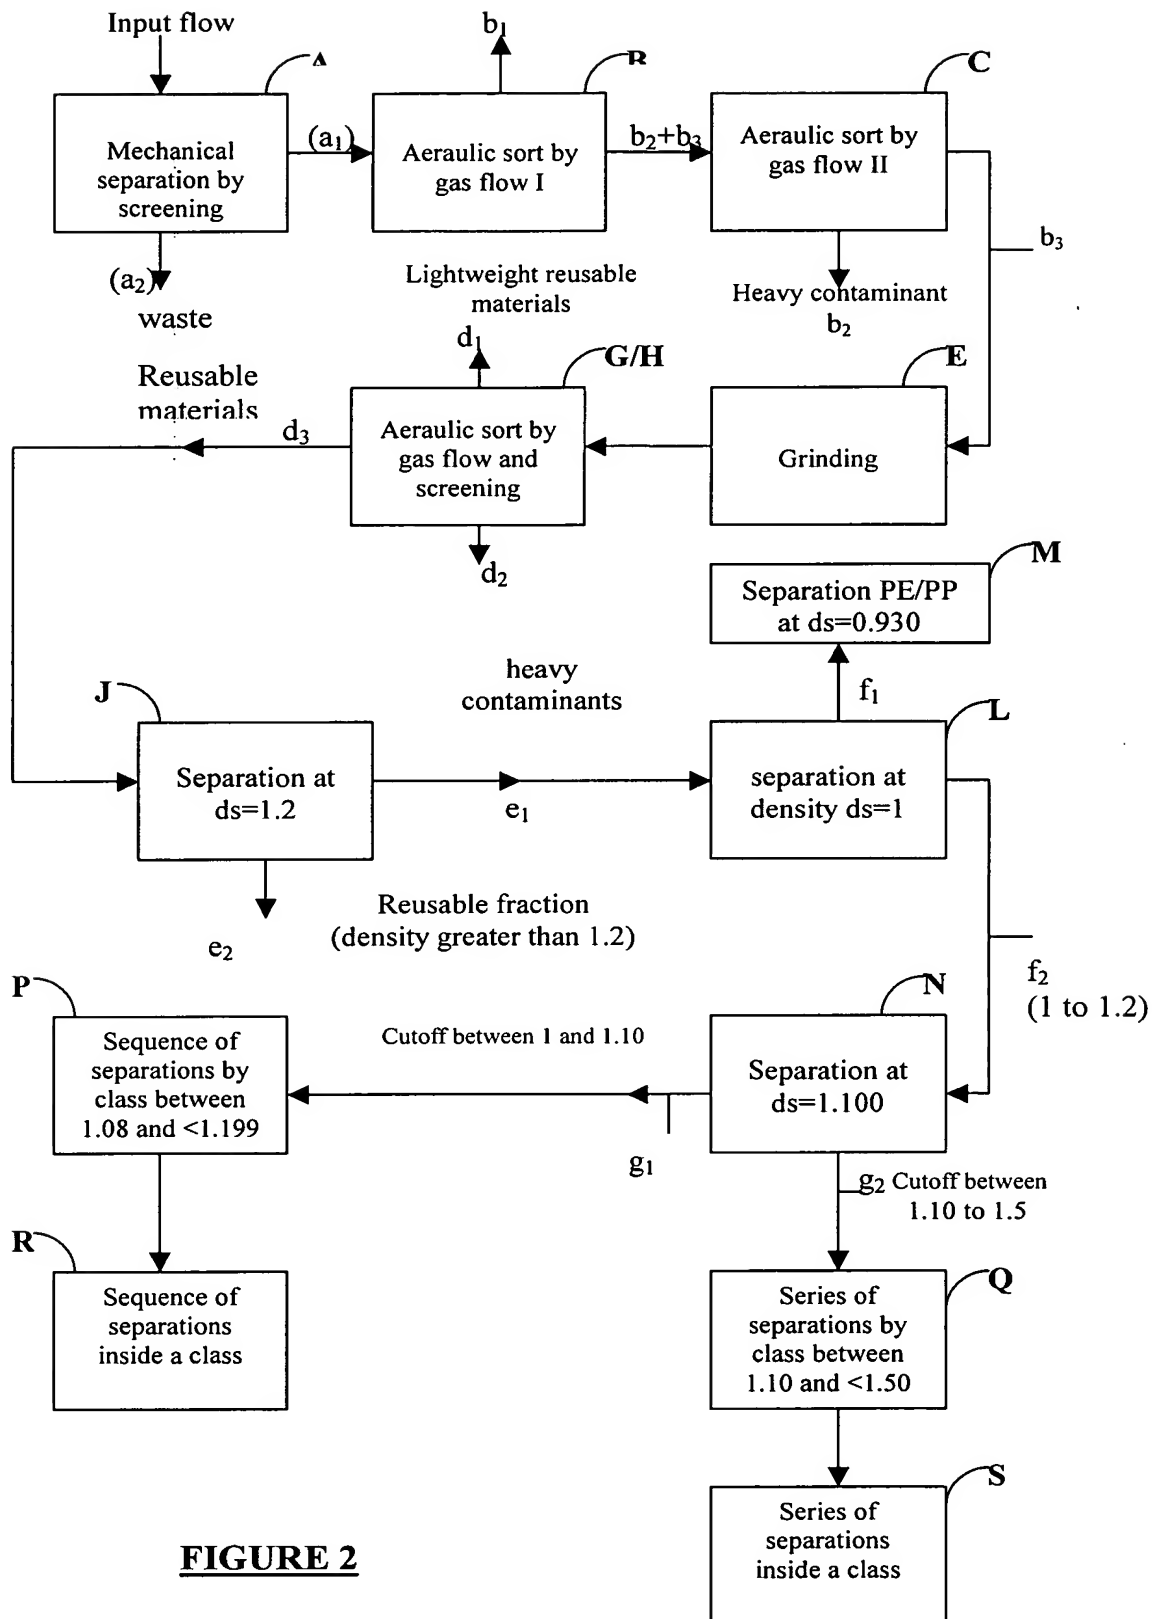 Input flow
b1
A
B
C
Mechanical
separation by
screening
(a1)
Aeraulic sort by
gas flow I
b2+b3
Aeraulic sort by
gas flow II
b3
(a2)
waste
Lightweight reusable
materials
Heavy contaminant
b2
d1
G/H
E
Reusable
materials
d3
Aeraulic sort by
gas flow and
screening
Grinding
d2
M
Separation PE/PP
at ds=0.930
heavy
contaminants
f1
J
L
Separation at
ds=1.2
e1
separation at
density ds=1
Reusable fraction
(density greater than 1.2)
e2
f2
(1 to 1.2)
P
N
Sequence of
separations by
class between
1.08 and <1.199
Cutoff between 1 and 1.10
Separation at
ds=1.100
g1
g2 Cutoff between
1.10 to 1.5
R
Q
Sequence of
separations
inside a class
Series of
separations by
class between
1.10 and <1.50
S
Series of
separations
inside a class
FIGURE 2